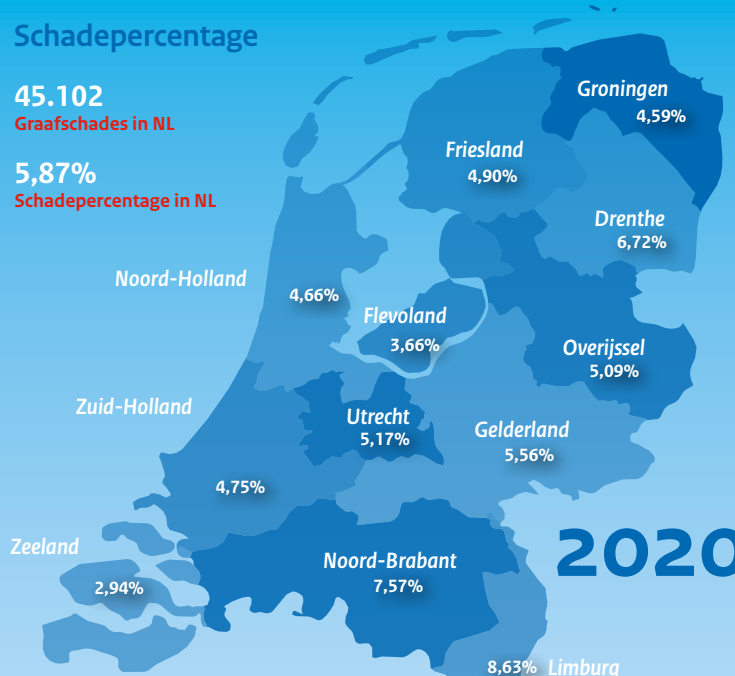 Schadepercentage
45.102
Graafschades in NL
5,87%
Schadepercentage in NL
Groningen
4,59%
Friesland
4,90%
Drenthe
6,72%
Noord-Holland
4,66%
Flevoland
3,66%
Overijssel
5,09%
Zuid-Holland
4,75%
Utrecht
5,17%
Gelderland
5,56%
Zeeland
2,94%
Noord-Brabant
7,57%
2020
8,63% Limburg